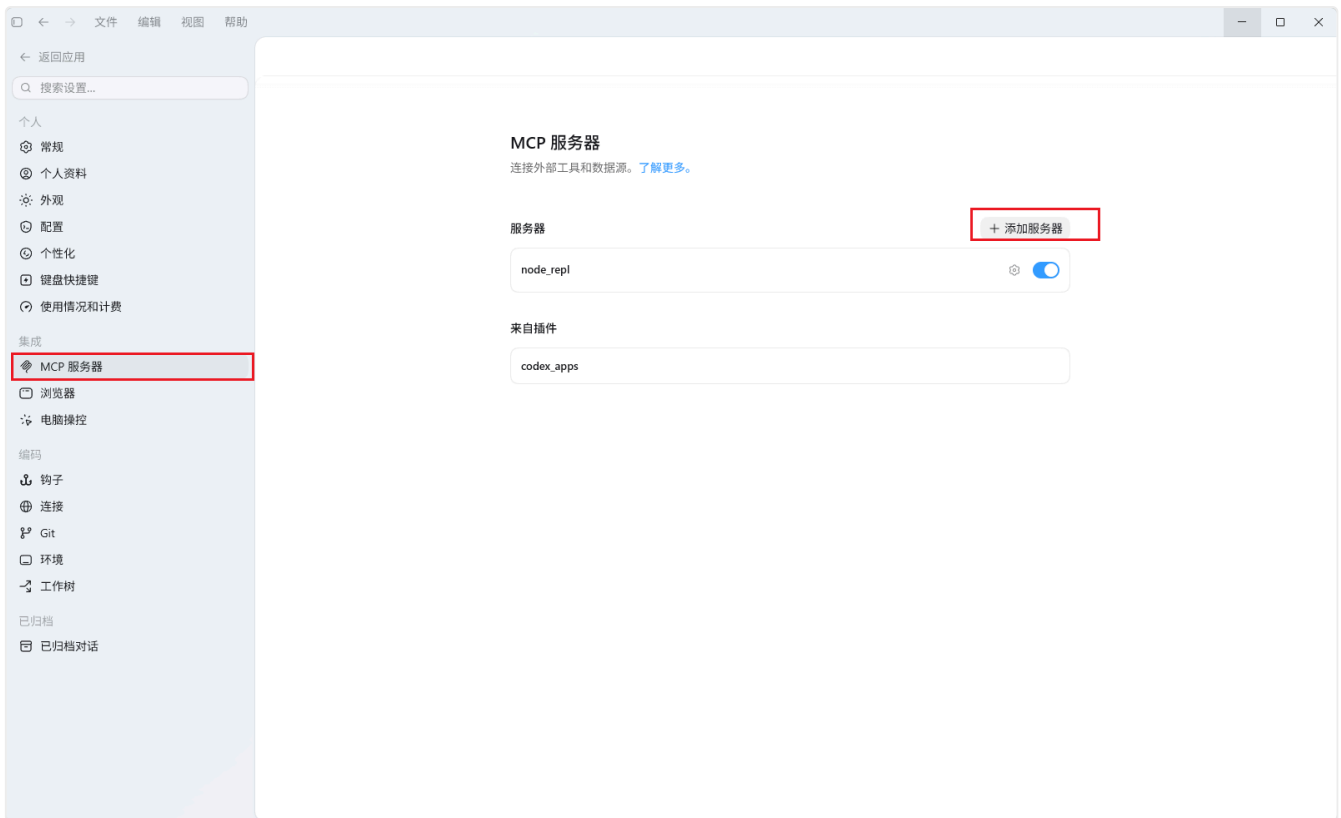 文件 编辑 视图 帮助
返回应用
搜索设置...
个人
常规
个人资料
外观
配置
个性化
键盘快捷键
使用情况和计费
集成
MCP 服务器
浏览器
电脑操控
编码
钩子
连接
Git
环境
工作树
已归档
已归档对话
MCP 服务器
连接外部工具和数据源。了解更多。
服务器
+ 添加服务器
node_repl
来自插件
codex_apps